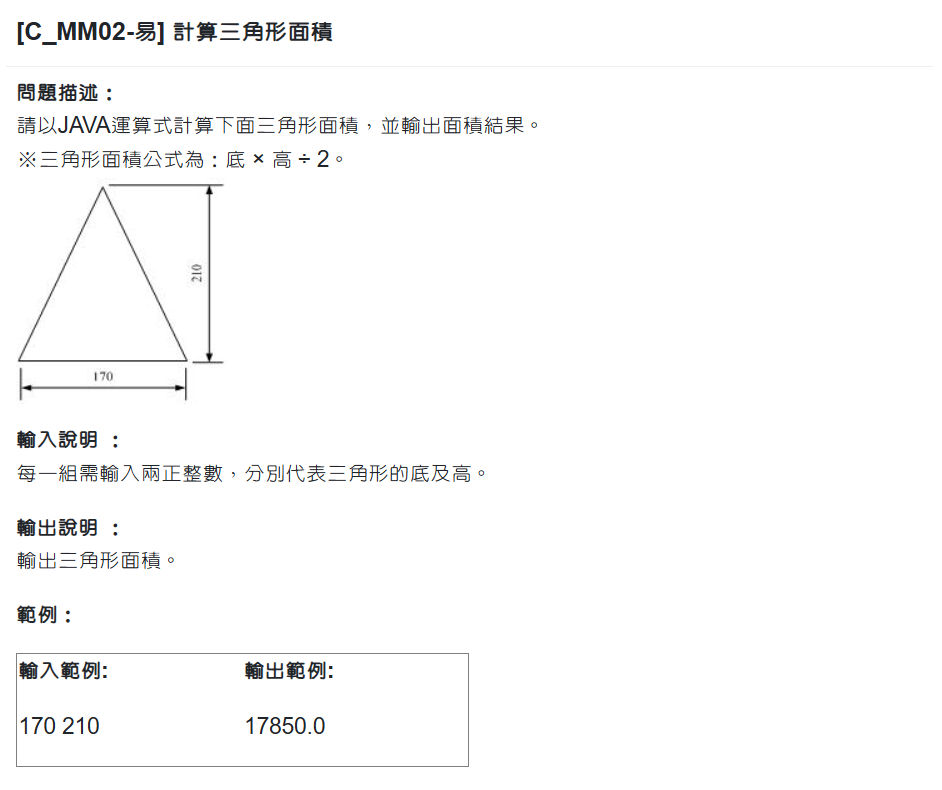 [C_MM02-易] 計算三角形面積
問題描述：
請以JAVA運算式計算下面三角形面積，並輸出面積結果。
※三角形面積公式為：底 × 高 ÷ 2。
210
170
輸入說明 ：
每一組需輸入兩正整數，分別代表三角形的底及高。
輸出說明 ：
輸出三角形面積。
範例：
輸入範例: 輸出範例:
170 210 17850.0